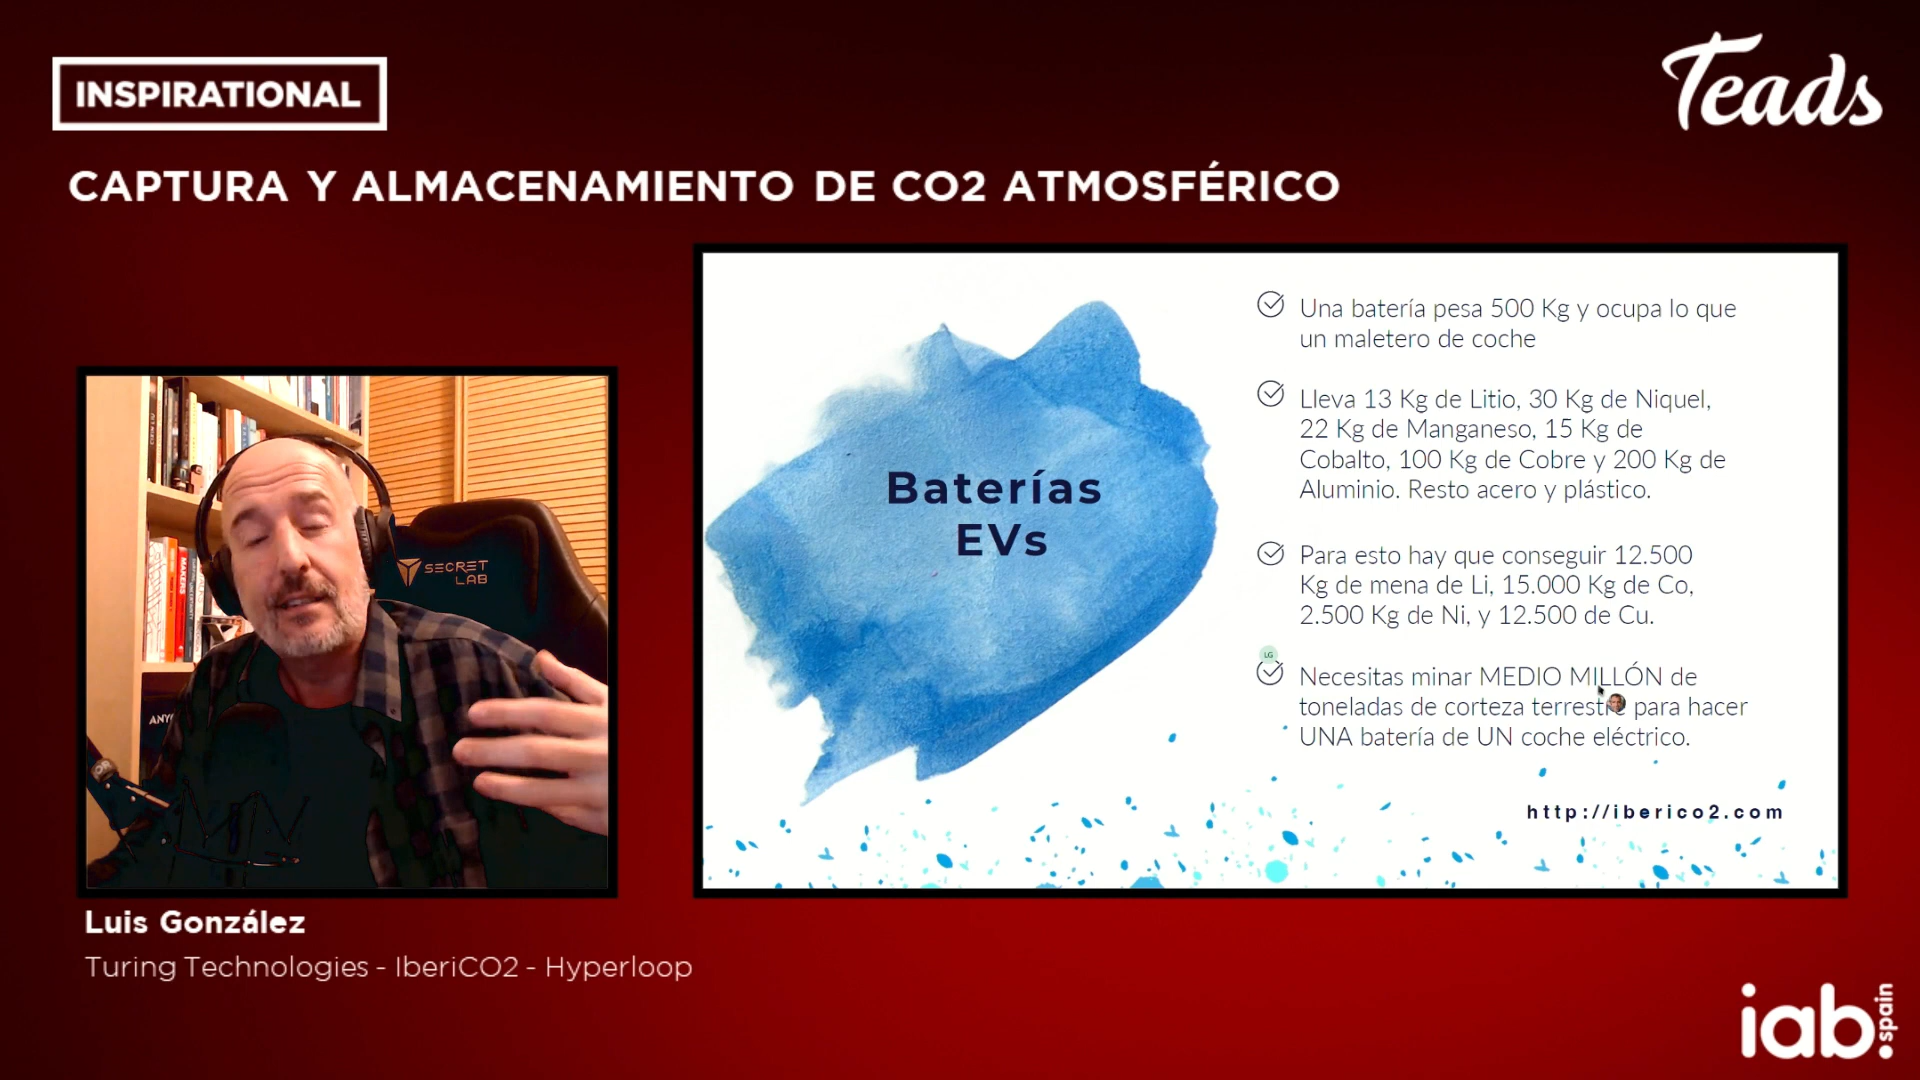 INSPIRATIONAL
Teads
CAPTURA Y ALMACENAMIENTO DE CO2 ATMOSFÉRICO
SECRET
LAB
Baterías
EVs
Una batería pesa 500 Kg y ocupa lo que
un maletero de coche
Lleva 13 Kg de Litio, 30 Kg de Niquel,
22 Kg de Manganeso, 15 Kg de
Cobalto, 100 Kg de Cobre y 200 Kg de
Aluminio. Resto acero y plástico.
Para esto hay que conseguir 12.500
Kg de mena de Li, 15.000 Kg de Co,
2.500 Kg de Ni, y 12.500 de Cu.
LG
Necesitas minar MEDIO MILLÓN de
toneladas de corteza terrestre para hacer
UNA batería de UN coche eléctrico.
http://iberico2.com
Luis González
Turing Technologies - IberiCO2 - Hyperloop
iab.spain